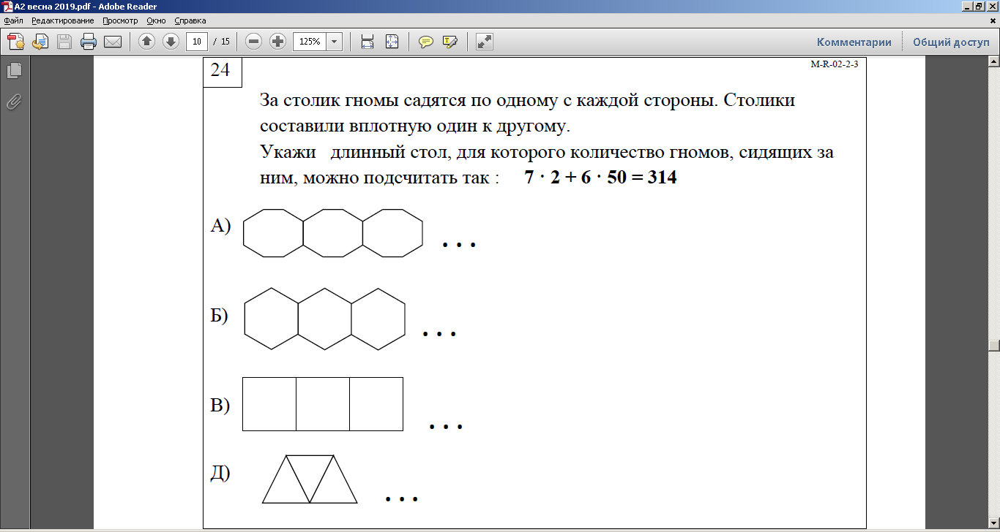 А2 весна 2019.pdf - Adobe Reader
Файл Редактирование Просмотр Окно Справка
10 / 15 125% Комментарии Общий доступ
24 M-R-02-2-3
За столик гномы садятся по одному с каждой стороны. Столики
составили вплотную один к другому.
Укажи длинный стол, для которого количество гномов, сидящих за
ним, можно подсчитать так : 7 · 2 + 6 · 50 = 314
А) . . .
Б) . . .
В) . . .
Д) . . .